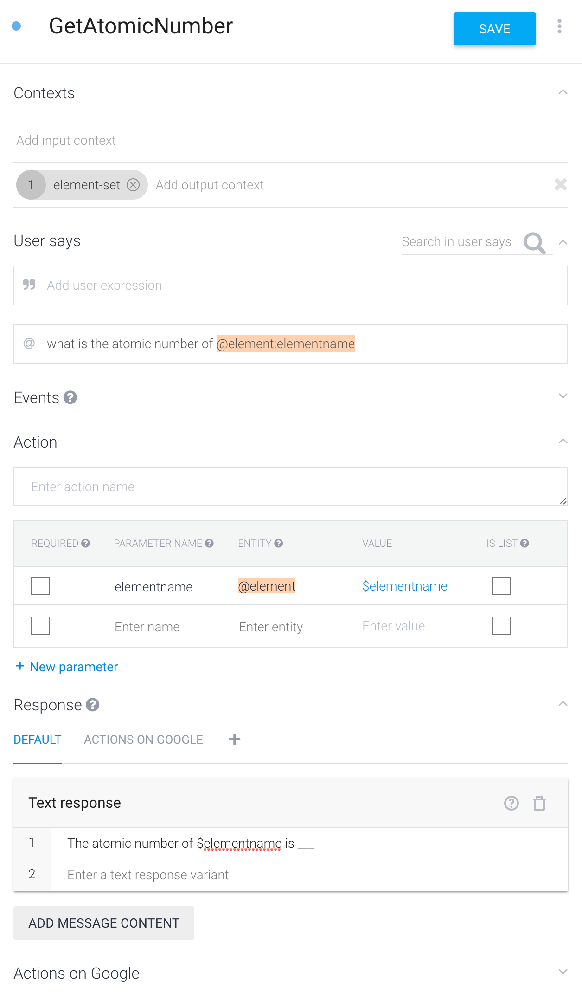 GetAtomicNumber
SAVE
Contexts
Add input context
1 element-set Add output context
User says
Search in user says
Add user expression
@ what is the atomic number of @element:elementname
Events
Action
Enter action name
REQUIRED PARAMETER NAME ENTITY VALUE IS LIST
elementname @element $elementname
Enter name Enter entity Enter value
+ New parameter
Response
DEFAULT ACTIONS ON GOOGLE +
Text response
1 The atomic number of $elementname is ___
2 Enter a text response variant
ADD MESSAGE CONTENT
Actions on Google